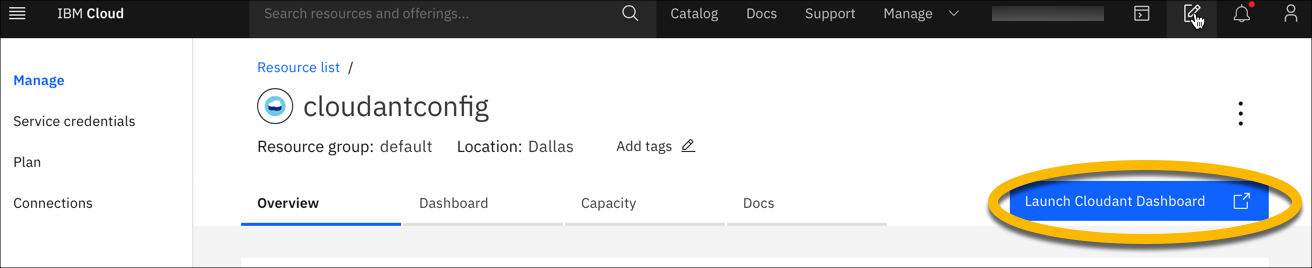 IBM Cloud
Search resources and offerings...
Catalog
Docs
Support
Manage
Manage
Service credentials
Plan
Connections
Resource list /
cloudantconfig
Resource group: default
Location: Dallas
Add tags
Overview
Dashboard
Capacity
Docs
Launch Cloudant Dashboard